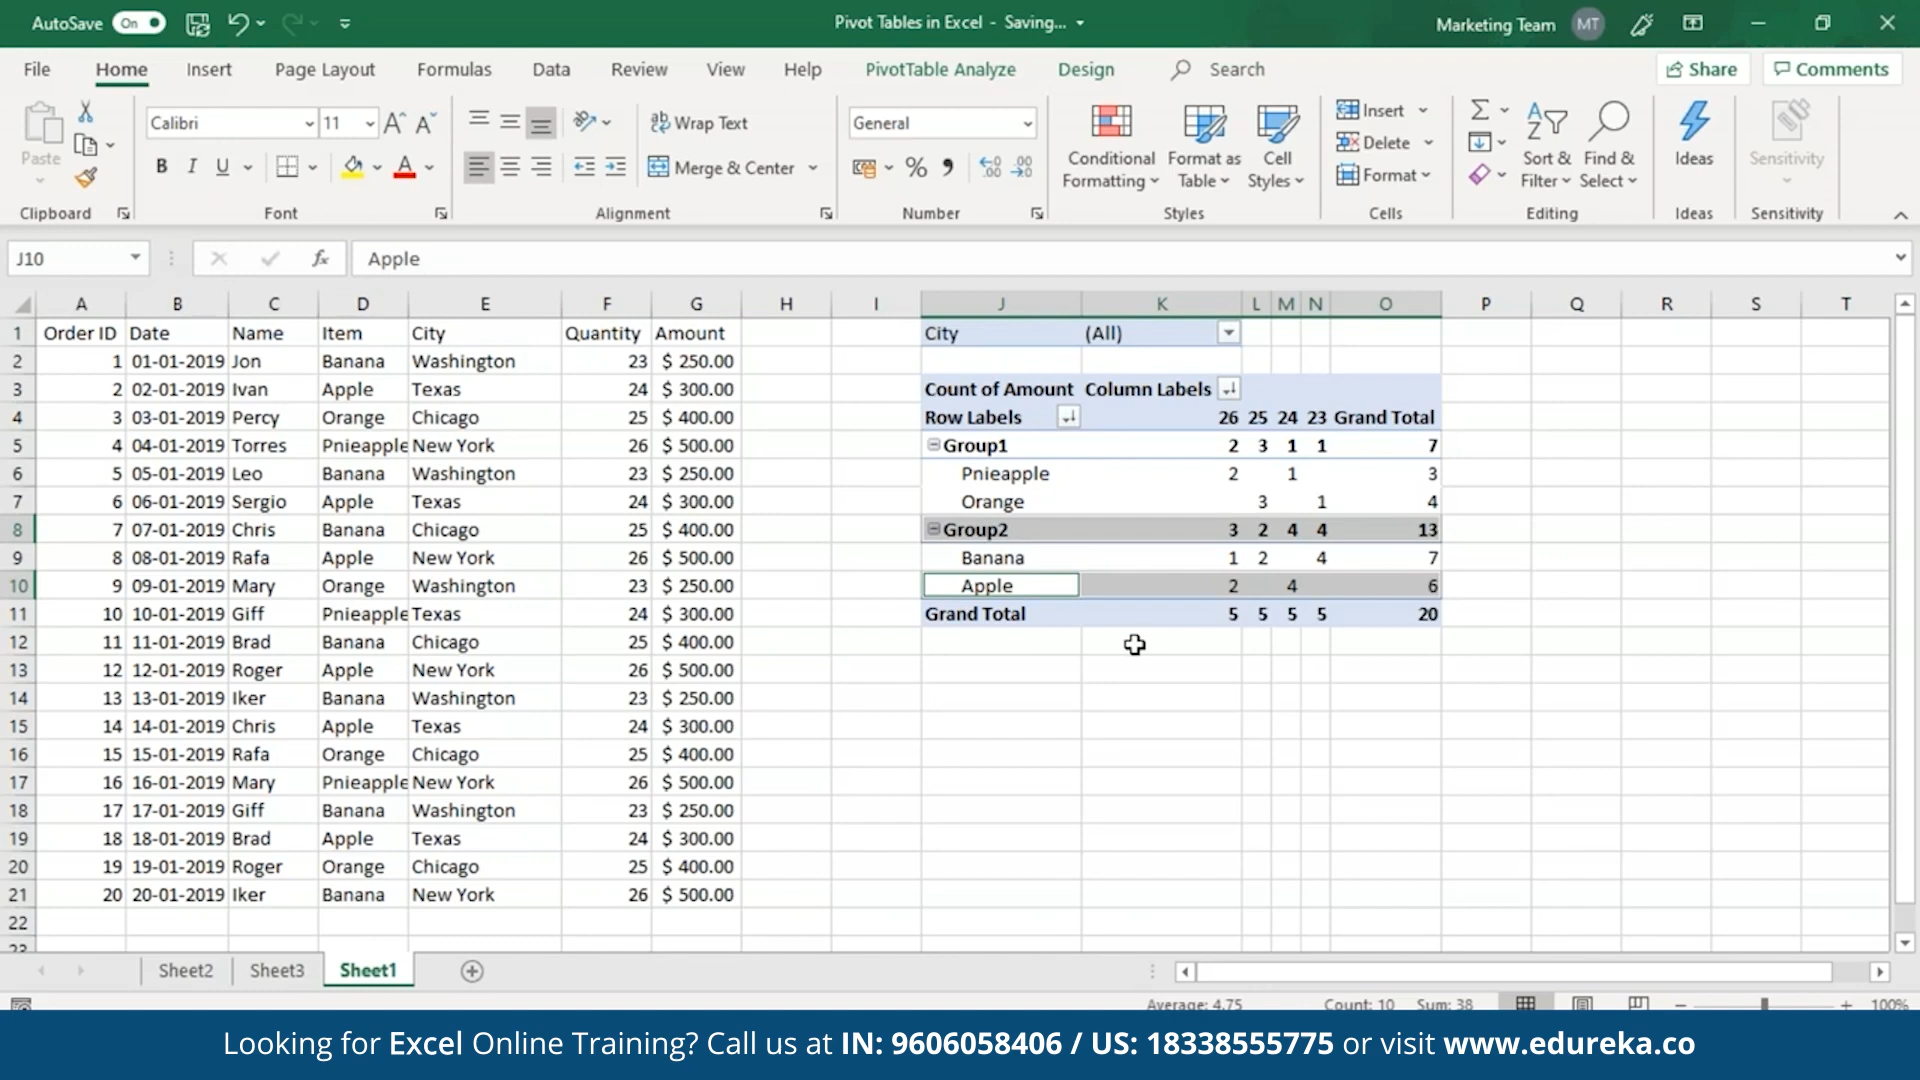 AutoSave On Pivot Tables in Excel - Saving... Marketing Team MT
File Home Insert Page Layout Formulas Data Review View Help PivotTable Analyze Design Search Share Comments
Paste
Calibri 11
B I U A
Wrap Text
Merge & Center
General
Conditional Formatting
Format as Table
Cell Styles
Insert
Delete
Format
Sort & Filter
Find & Select
Ideas
Sensitivity
Clipboard Font Alignment Number Styles Cells Editing Ideas Sensitivity
J10 fx Apple
A B C D E F G H I J K L M N O P Q R S T
1 Order ID Date Name Item City Quantity Amount City (All)
2 1 01-01-2019 Jon Banana Washington 23 $ 250.00
3 2 02-01-2019 Ivan Apple Texas 24 $ 300.00 Count of Amount Column Labels
4 3 03-01-2019 Percy Orange Chicago 25 $ 400.00 Row Labels 26 25 24 23 Grand Total
5 4 04-01-2019 Torres Pnieapple New York 26 $ 500.00 Group1 2 3 1 1 7
6 5 05-01-2019 Leo Banana Washington 23 $ 250.00 Pnieapple 2 1 3
7 6 06-01-2019 Sergio Apple Texas 24 $ 300.00 Orange 3 1 4
8 7 07-01-2019 Chris Banana Chicago 25 $ 400.00 Group2 3 2 4 4 13
9 8 08-01-2019 Rafa Apple New York 26 $ 500.00 Banana 1 2 4 7
10 9 09-01-2019 Mary Orange Washington 23 $ 250.00 Apple 2 4 6
11 10 10-01-2019 Giff Pnieapple Texas 24 $ 300.00 Grand Total 5 5 5 5 20
12 11 11-01-2019 Brad Banana Chicago 25 $ 400.00
13 12 12-01-2019 Roger Apple New York 26 $ 500.00
14 13 13-01-2019 Iker Banana Washington 23 $ 250.00
15 14 14-01-2019 Chris Apple Texas 24 $ 300.00
16 15 15-01-2019 Rafa Orange Chicago 25 $ 400.00
17 16 16-01-2019 Mary Pnieapple New York 26 $ 500.00
18 17 17-01-2019 Giff Banana Washington 23 $ 250.00
19 18 18-01-2019 Brad Apple Texas 24 $ 300.00
20 19 19-01-2019 Roger Orange Chicago 25 $ 400.00
21 20 20-01-2019 Iker Banana New York 26 $ 500.00
22
23
Sheet2 Sheet3 Sheet1
Average: 4.75 Count: 10 Sum: 38 100%
Looking for Excel Online Training? Call us at IN: 9606058406 / US: 18338555775 or visit www.edureka.co